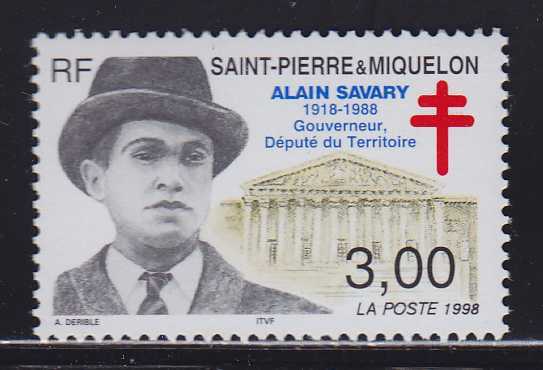 RF
SAINT-PIERRE&MIQUELON
ALAIN SAVARY
1918-1988
Gouverneur,
Député du Territoire
3,00
LA POSTE 1998
A. DERIBLE
ITVF